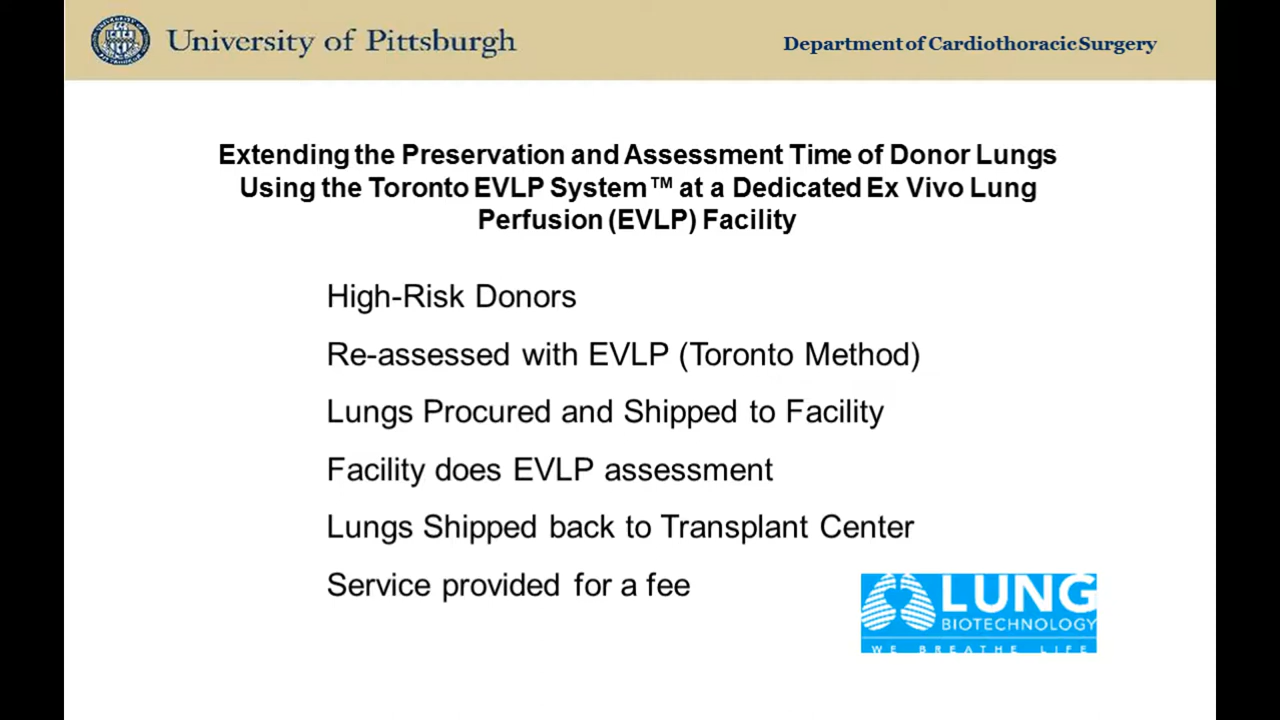 University of Pittsburgh
Department of Cardiothoracic Surgery
Extending the Preservation and Assessment Time of Donor Lungs
Using the Toronto EVLP System™ at a Dedicated Ex Vivo Lung
Perfusion (EVLP) Facility
High-Risk Donors
Re-assessed with EVLP (Toronto Method)
Lungs Procured and Shipped to Facility
Facility does EVLP assessment
Lungs Shipped back to Transplant Center
Service provided for a fee
LUNG
BIOTECHNOLOGY
WE BREATHE LIFE